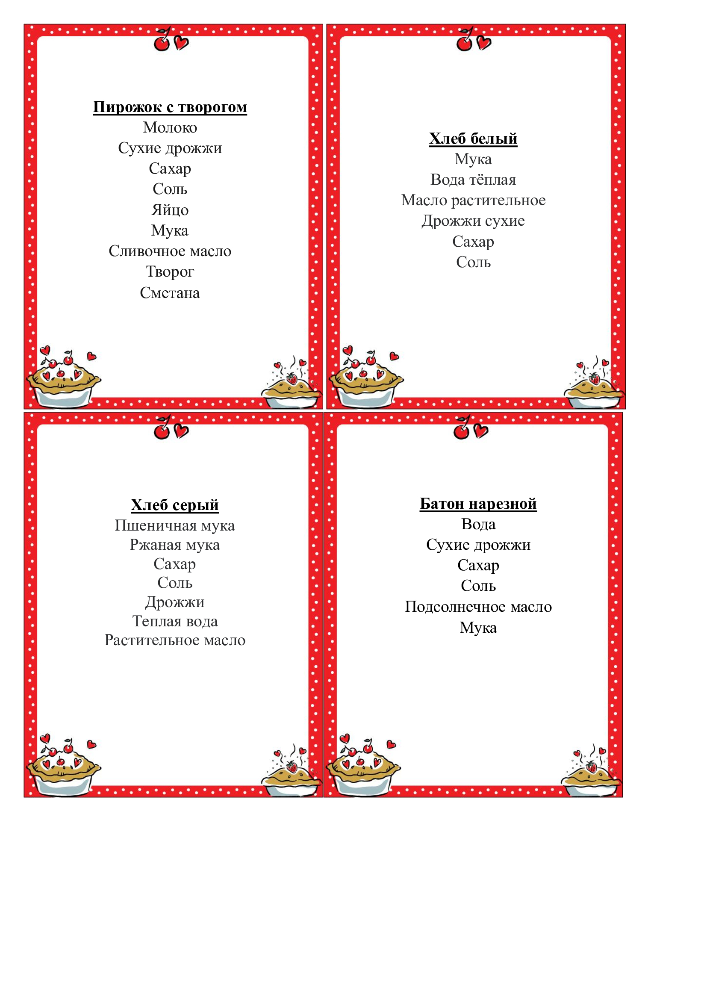 Пирожок с творогом
Молоко
Сухие дрожжи
Сахар
Соль
Яйцо
Мука
Сливочное масло
Творог
Сметана
Хлеб белый
Мука
Вода тёплая
Масло растительное
Дрожжи сухие
Сахар
Соль
Хлеб серый
Пшеничная мука
Ржаная мука
Сахар
Соль
Дрожжи
Теплая вода
Растительное масло
Батон нарезной
Вода
Сухие дрожжи
Сахар
Соль
Подсолнечное масло
Мука